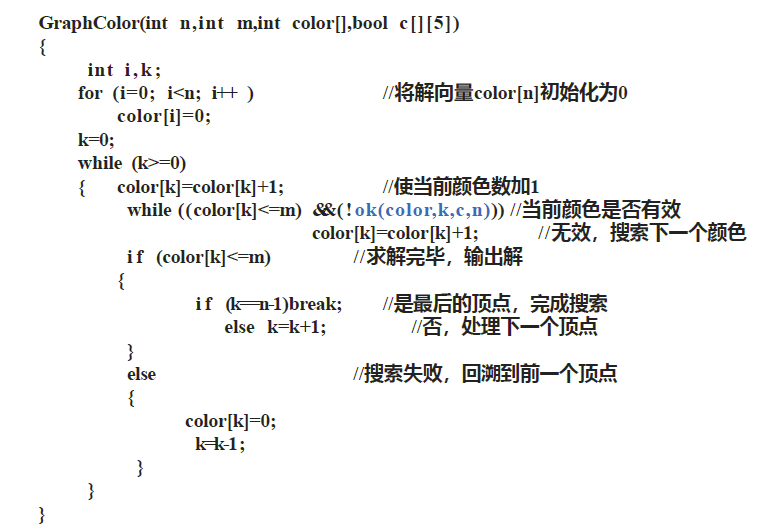 GraphColor(int n,int m,int color[],bool c[][5])
{
int i,k;
for (i=0; i<n; i++ ) //将解向量color[n]初始化为0
color[i]=0;
k=0;
while (k>=0)
{ color[k]=color[k]+1; //使当前颜色数加1
while ((color[k]<=m) &&(!ok(color,k,c,n))) //当前颜色是否有效
color[k]=color[k]+1; //无效，搜索下一个颜色
if (color[k]<=m) //求解完毕，输出解
{
if (k==n-1)break; //是最后的顶点，完成搜索
else k=k+1; //否，处理下一个顶点
}
else //搜索失败，回溯到前一个顶点
{
color[k]=0;
k=k-1;
}
}
}